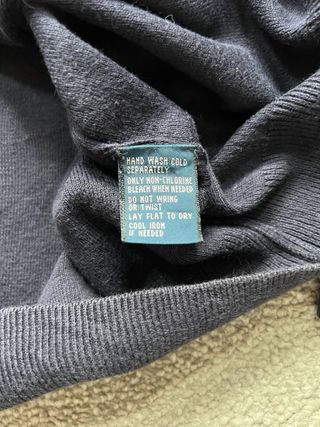 HAND WASH COLD
SEPARATELY
ONLY NON-CHLORINE
BLEACH WHEN NEEDED
DO NOT WRING
OR TWIST
LAY FLAT TO DRY
COOL IRON
IF NEEDED